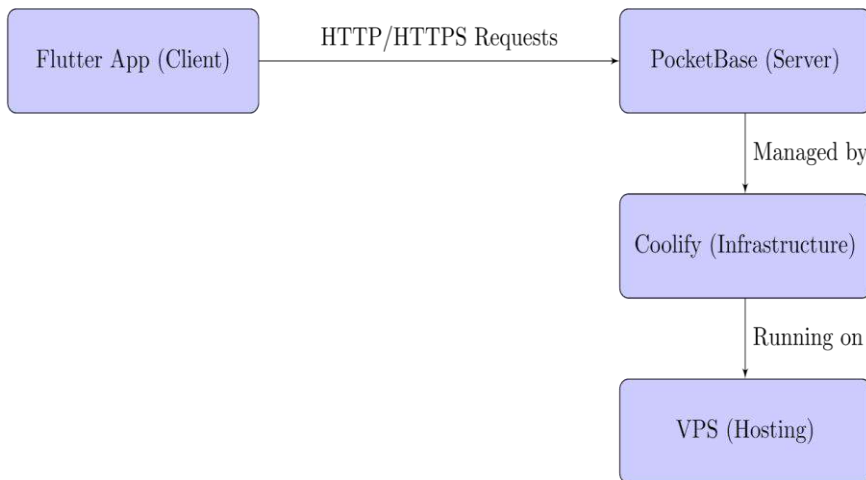 Flutter App (Client)
HTTP/HTTPS Requests
PocketBase (Server)
Managed by
Coolify (Infrastructure)
Running on
VPS (Hosting)